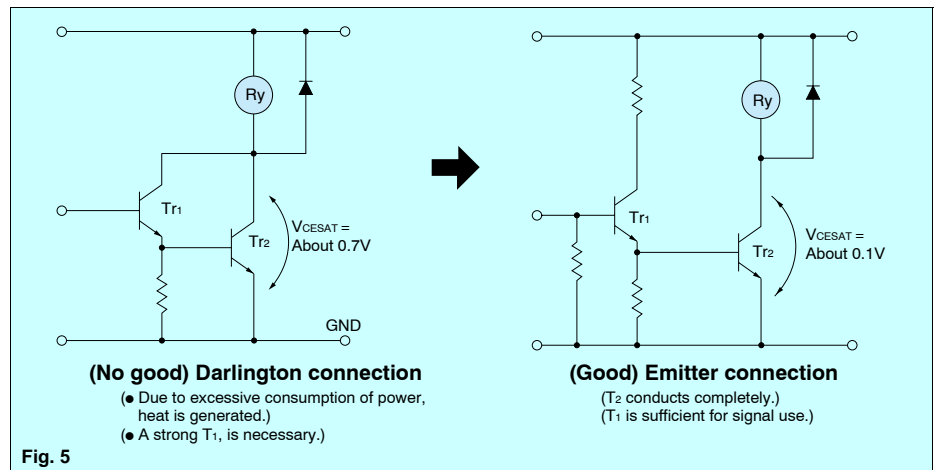 Ry
Tr1
Tr2
VCESAT =
About 0.7V
GND
(No good) Darlington connection
(● Due to excessive consumption of power,
heat is generated.)
(● A strong T1, is necessary.)
Ry
Tr1
Tr2
VCESAT =
About 0.1V
(Good) Emitter connection
(T2 conducts completely.)
(T1 is sufficient for signal use.)
Fig. 5